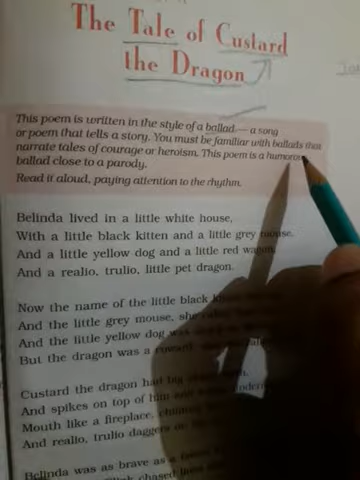 The Tale of Custard
the Dragon
This poem is written in the style of a ballad — a song
or poem that tells a story. You must be familiar with ballads that
narrate tales of courage or heroism. This poem is a humorous
ballad close to a parody.
Read it aloud, paying attention to the rhythm.
Belinda lived in a little white house,
With a little black kitten and a little grey mouse,
And a little yellow dog and a little red wagon,
And a realio, trulio, little pet dragon.
Now the name of the little black
And the little grey mouse, she
And the little yellow dog was
But the dragon was a
Custard the dragon had big
And spikes on top of him and
Mouth like a fireplace,
And realio, trulio daggers on
Belinda was as brave as a
chased